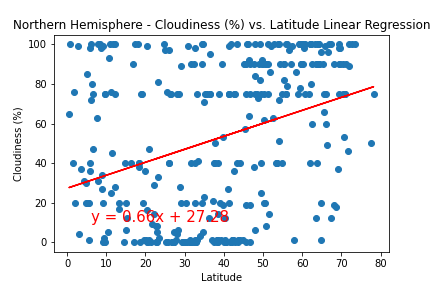 Northern Hemisphere - Cloudiness (%) vs. Latitude Linear Regression
100
80
60
40
20
0
Cloudiness (%)
y = 0.66x + 27.28
0 10 20 30 40 50 60 70 80
Latitude